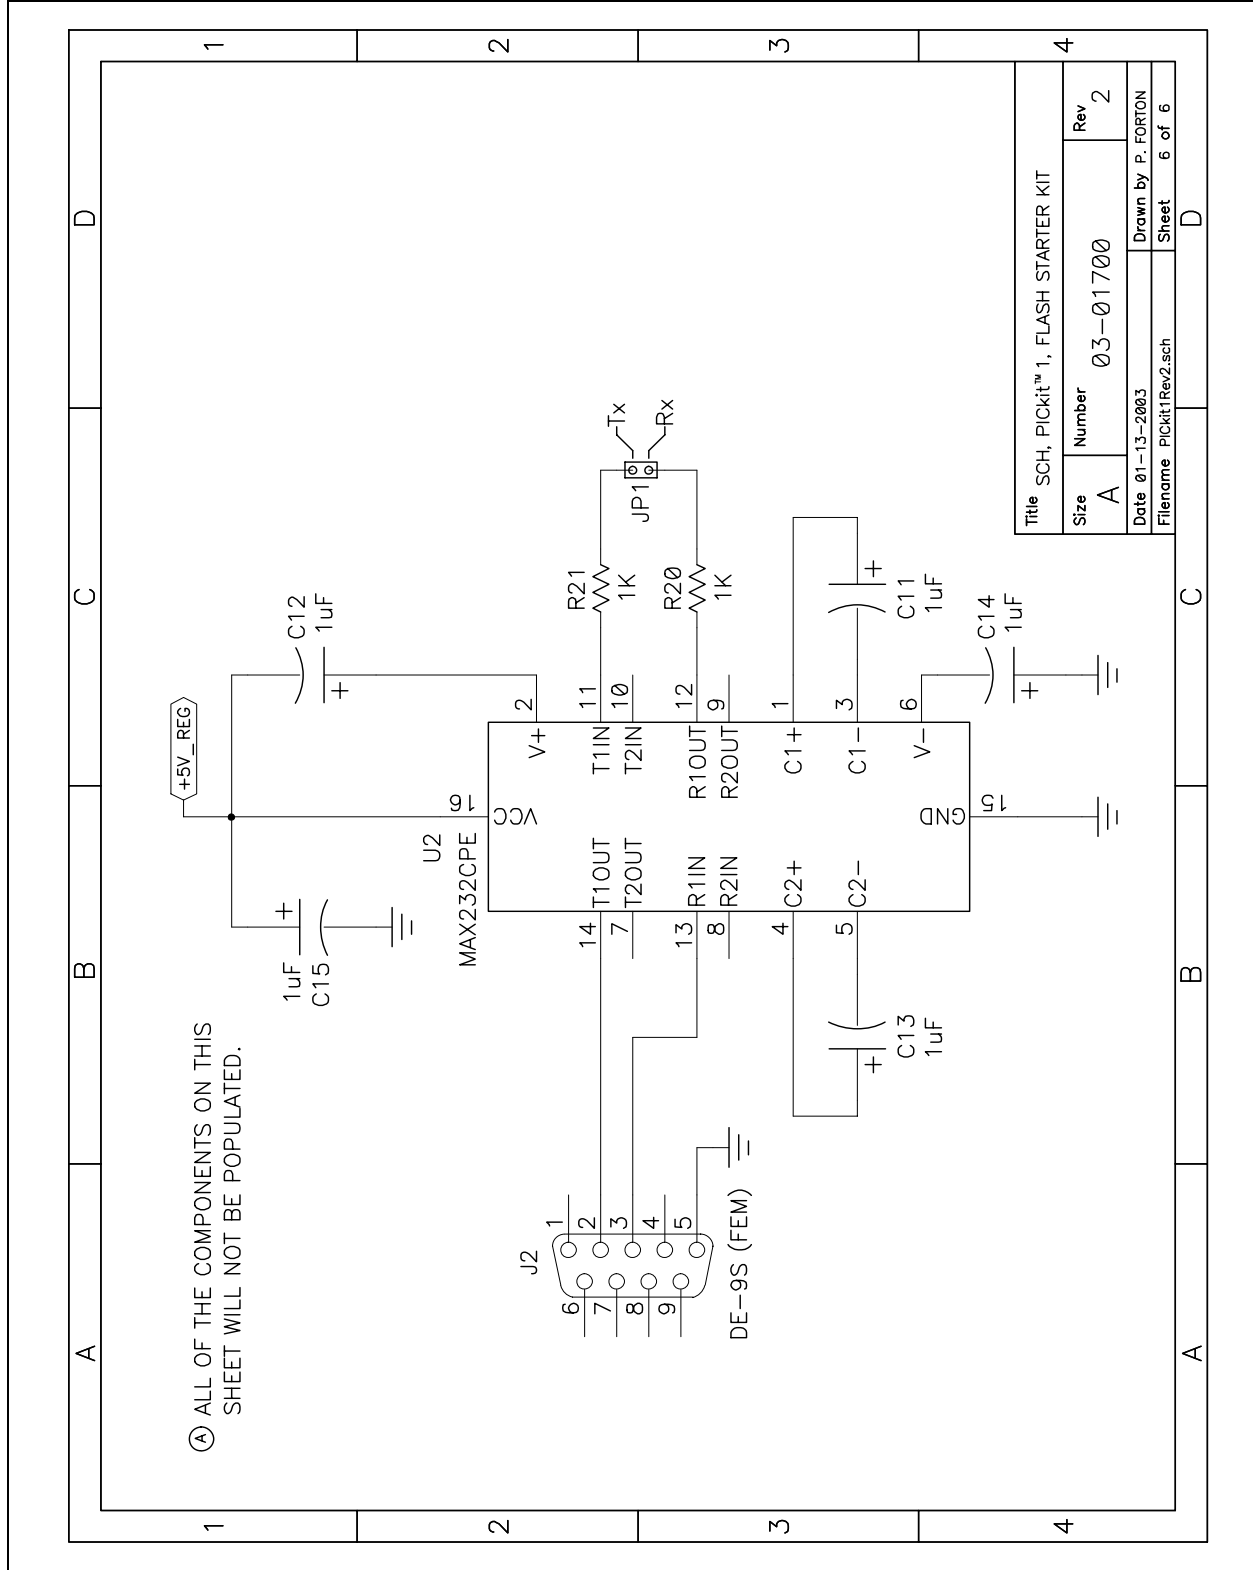 A
B
C
D
1
2
3
4
Ⓐ ALL OF THE COMPONENTS ON THIS
SHEET WILL NOT BE POPULATED.
+5V_REG
1uF
C15
C12
1uF
U2
MAX232CPE
16
VCC
2
V+
14
T1OUT
T1IN
11
7
T2OUT
T2IN
10
13
R1IN
R1OUT
12
8
R2IN
R2OUT
9
4
C2+
C1+
1
5
C2-
C1-
3
V-
6
GND
15
R21
1K
R20
1K
JP1
Tx
Rx
C11
1uF
C14
1uF
C13
1uF
J2
1
2
3
4
5
6
7
8
9
DE-9S (FEM)
Title
SCH, PICkit™ 1, FLASH STARTER KIT
Size
A
Number
03-01700
Rev
2
Date 01-13-2003
Drawn by P. FORTON
Filename PICkit1Rev2.sch
Sheet 6 of 6
1
2
3
4
A
B
C
D